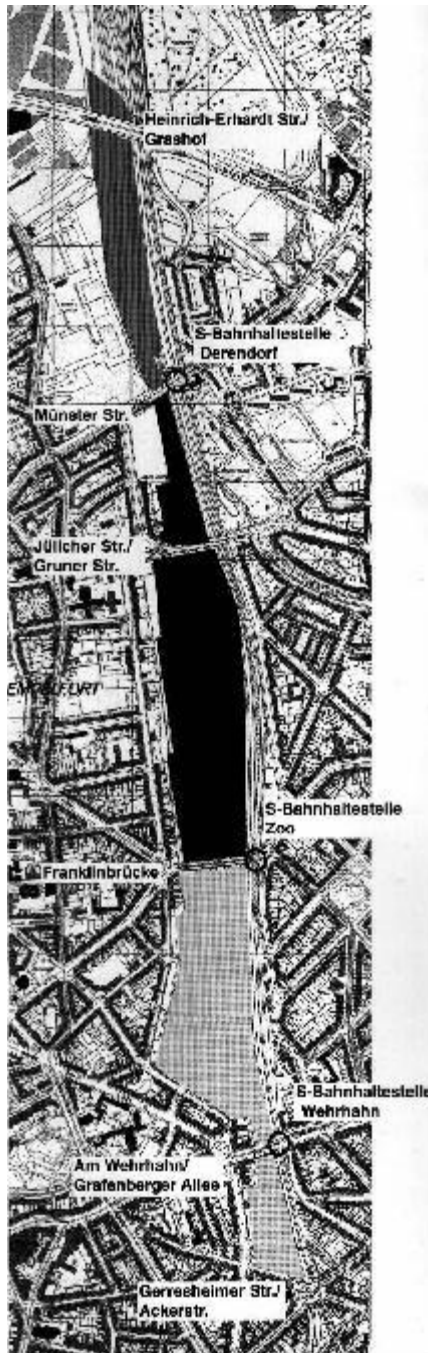 Heinrich-Erhardt Str./
Grashof
S-Bahnhaltestelle
Derendorf
Münster Str.
Jülicher Str./
Gruner Str.
S-Bahnhaltestelle
Zoo
Franklinbrücke
S-Bahnhaltestelle
Wehrhahn
Am Wehrhahn/
Grafenberger Allee
Gerresheimer Str./
Ackerstr.